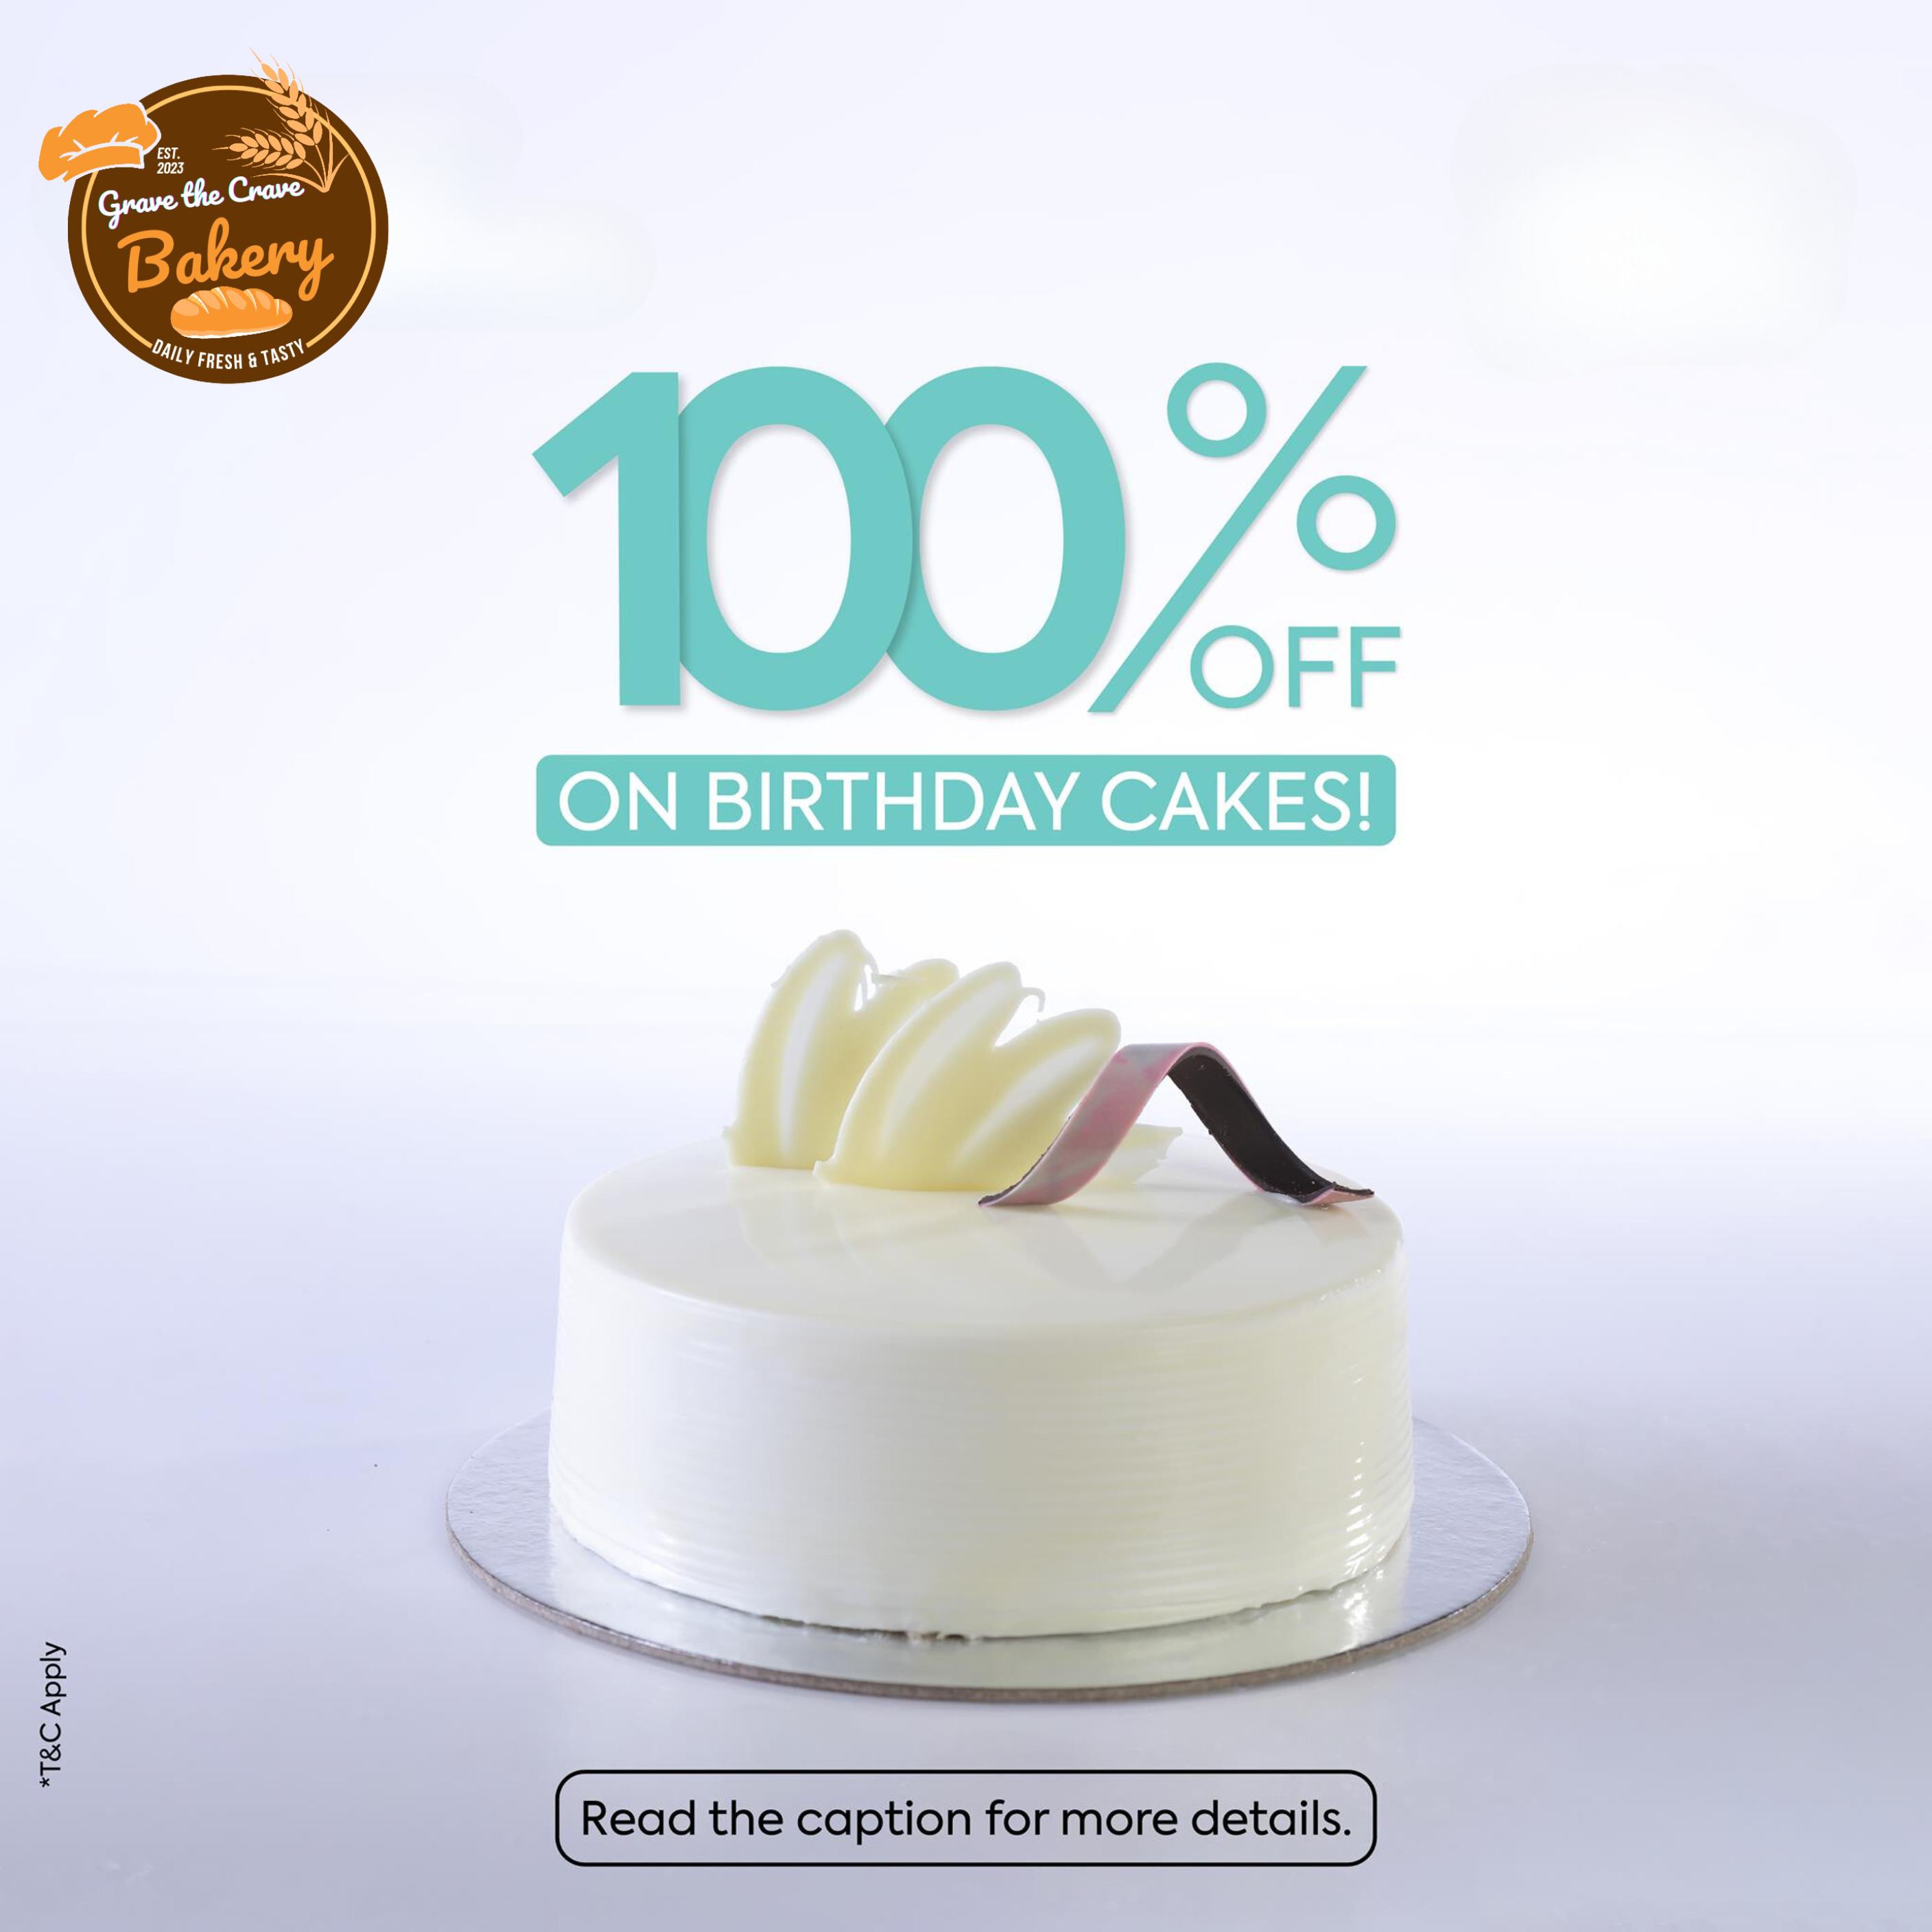 EST.
2023
Grave the Crave
Bakery
DAILY FRESH & TASTY
100%
OFF
ON BIRTHDAY CAKES!
*T&C Apply
Read the caption for more details.